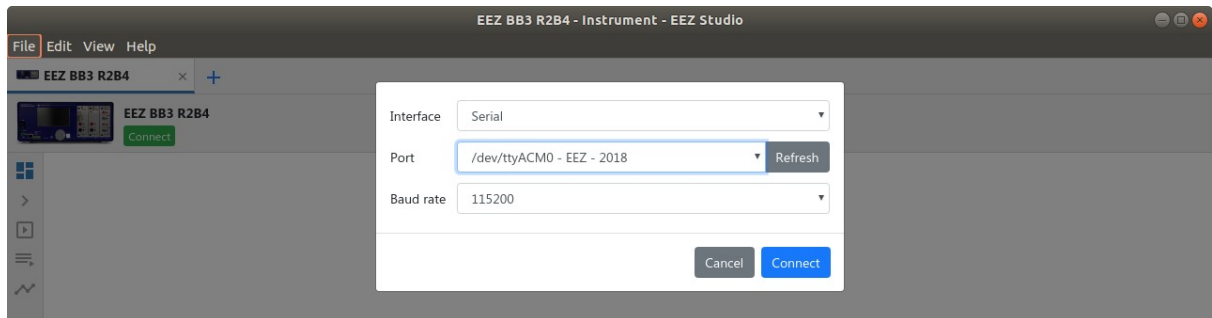 EEZ BB3 R2B4 - Instrument - EEZ Studio
File Edit View Help
EEZ BB3 R2B4 × +
EEZ BB3 R2B4
Connect
Interface Serial
Port /dev/ttyACM0 - EEZ - 2018 Refresh
Baud rate 115200
Cancel Connect